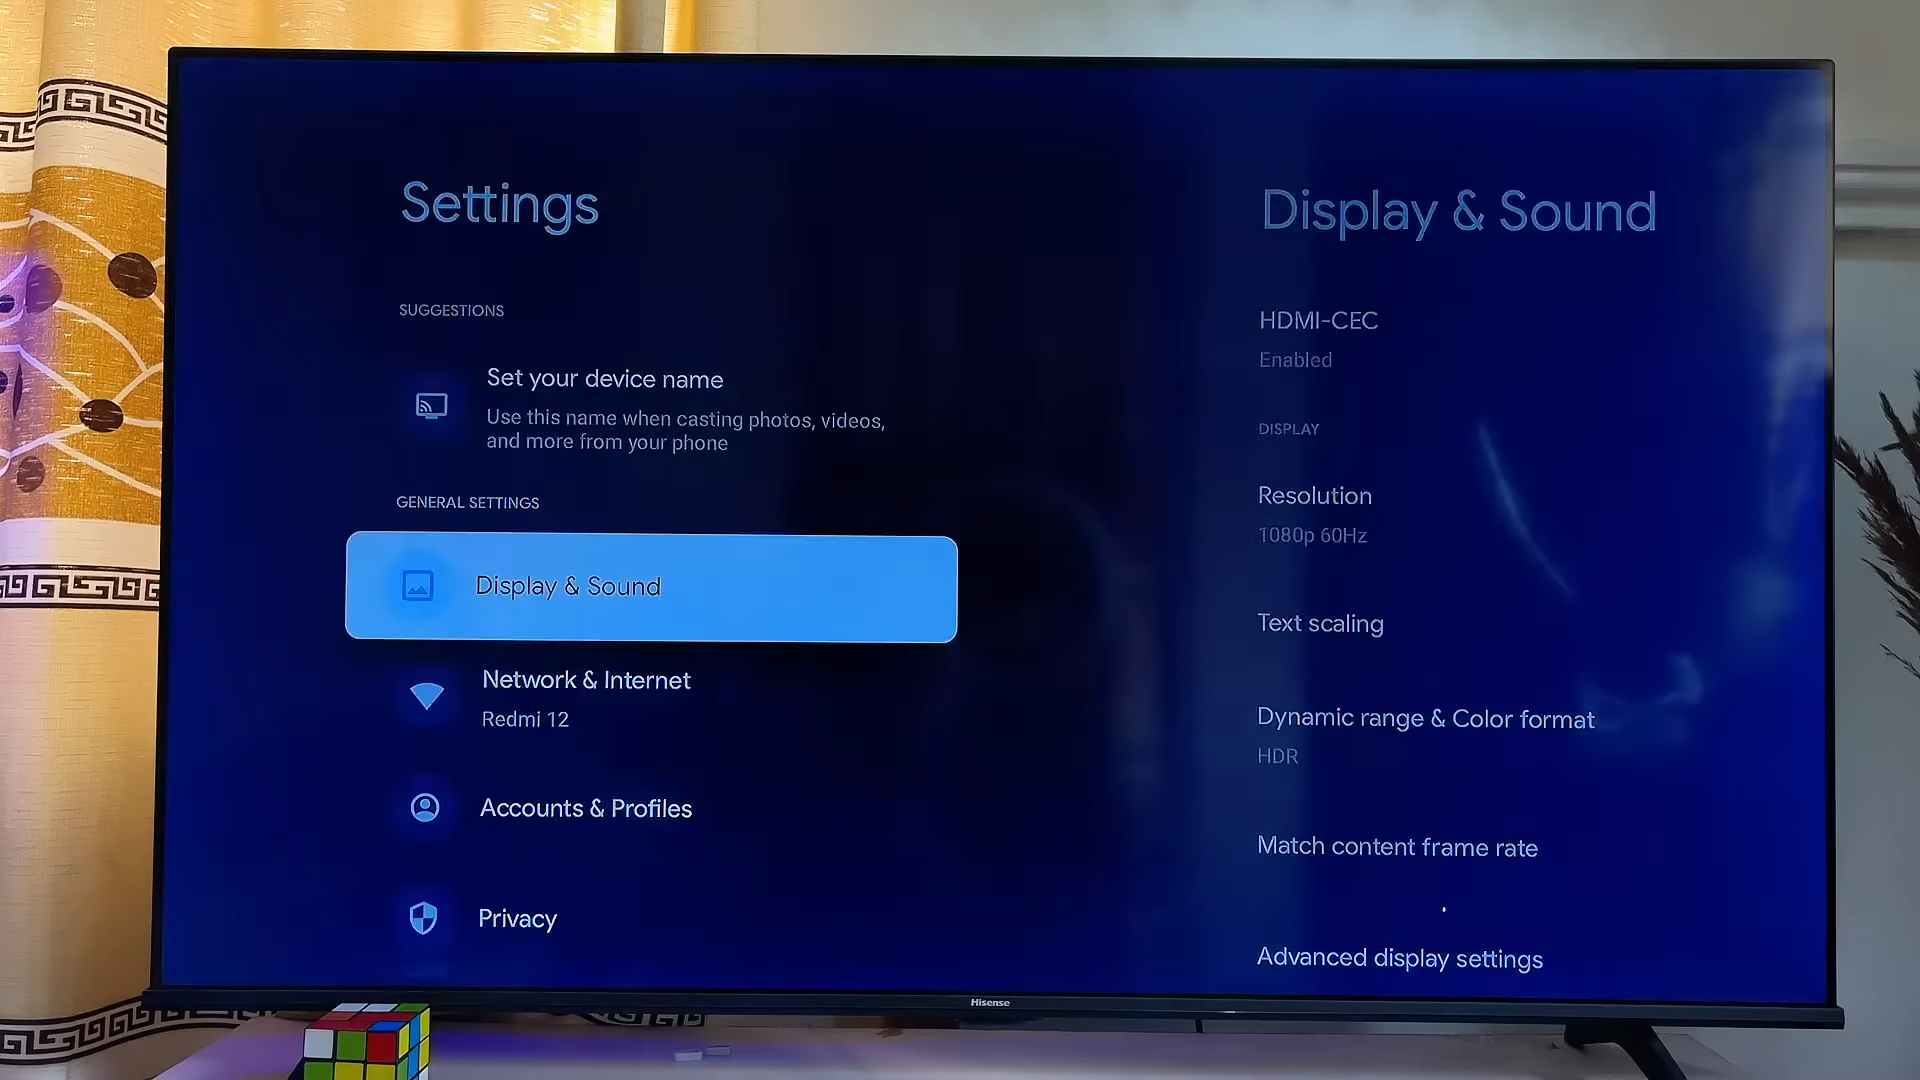 Settings
SUGGESTIONS
Set your device name
Use this name when casting photos, videos,
and more from your phone
GENERAL SETTINGS
Display & Sound
Network & Internet
Redmi 12
Accounts & Profiles
Privacy
Display & Sound
HDMI-CEC
Enabled
DISPLAY
Resolution
1080p 60Hz
Text scaling
Dynamic range & Color format
HDR
Match content frame rate
Advanced display settings
Hisense